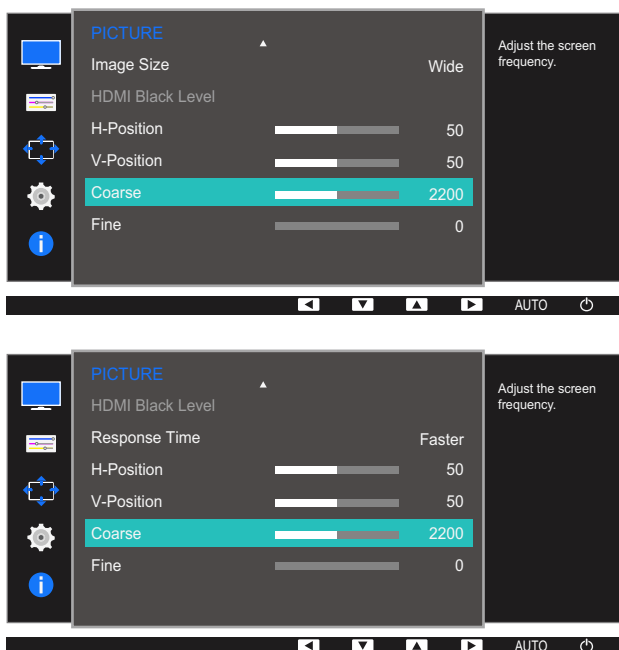 PICTURE
Image Size Wide
HDMI Black Level
H-Position 50
V-Position 50
Coarse 2200
Fine 0
Adjust the screen
frequency.
AUTO
PICTURE
HDMI Black Level
Response Time Faster
H-Position 50
V-Position 50
Coarse 2200
Fine 0
Adjust the screen
frequency.
AUTO